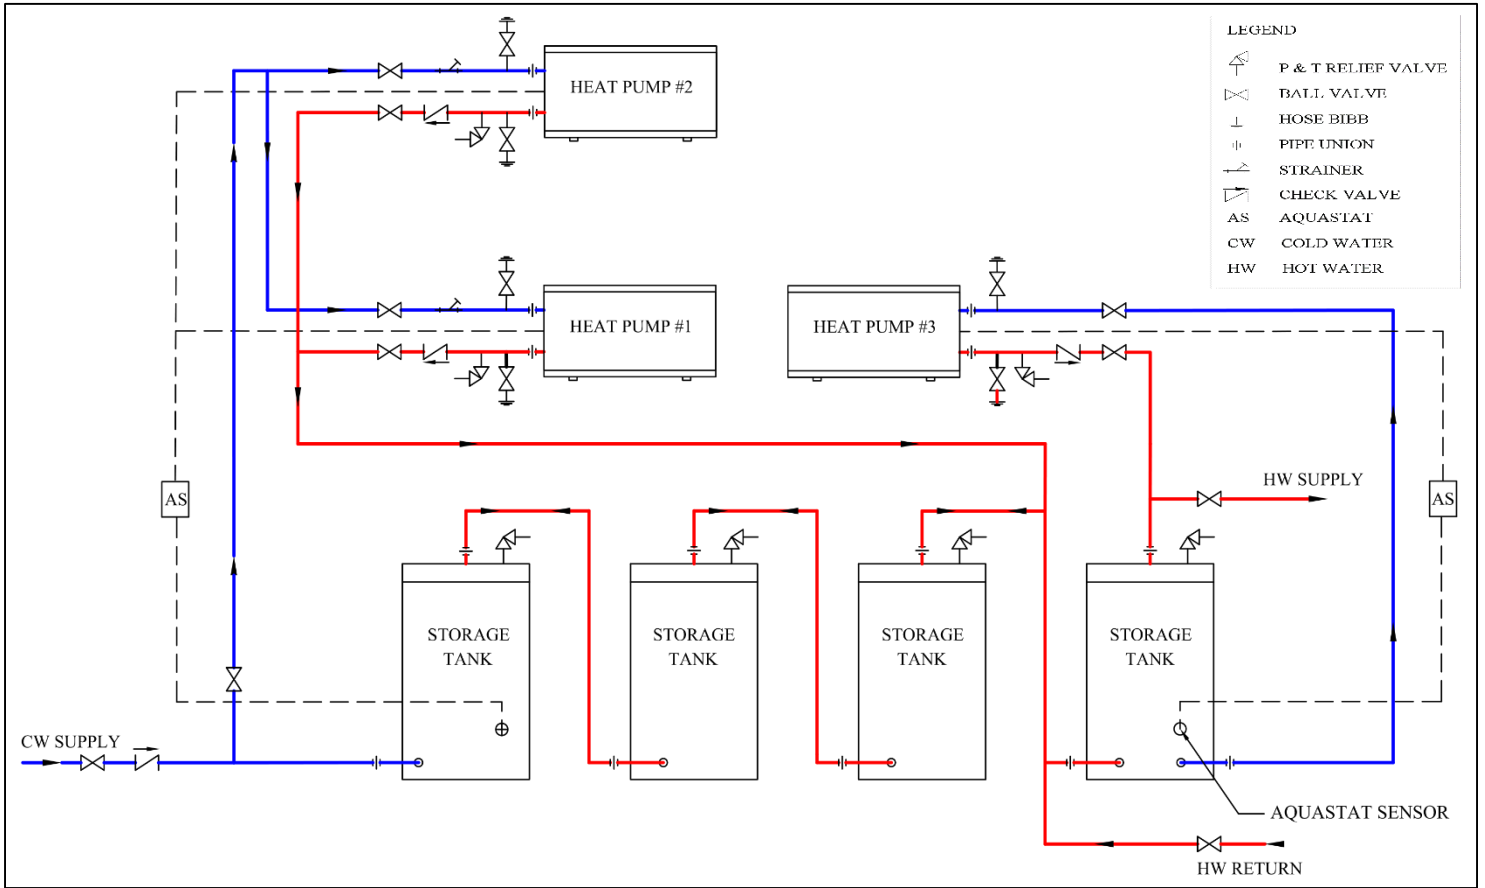 HEAT PUMP #2
LEGEND
P & T RELIEF VALVE
BALL VALVE
HOSE BIBB
PIPE UNION
STRAINER
CHECK VALVE
AS AQUASTAT
CW COLD WATER
HW HOT WATER
HEAT PUMP #1
HEAT PUMP #3
AS
HW SUPPLY
AS
STORAGE
TANK
STORAGE
TANK
STORAGE
TANK
STORAGE
TANK
CW SUPPLY
AQUASTAT SENSOR
HW RETURN